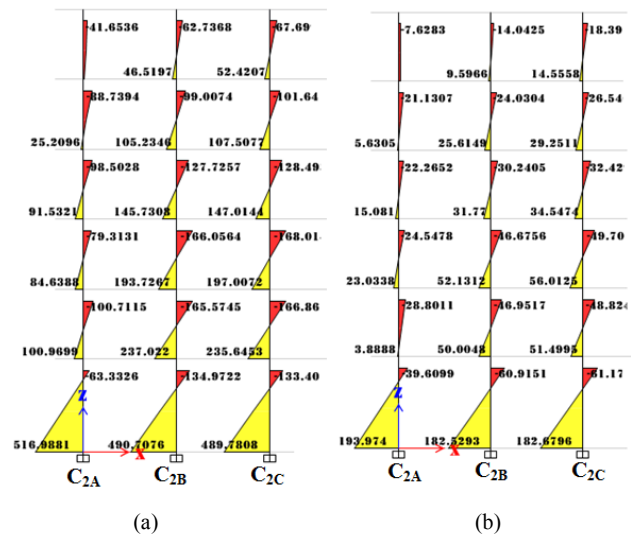 -41.6536 -62.7368 -67.69
46.5197 52.4207
-88.7394 -99.0074 -101.64
25.2096 105.2346 107.5077
-98.5028 -127.7257 -128.49
91.5321 145.7308 147.0144
-79.3131 -166.0564 -168.01
84.6388 193.7267 197.0072
-100.7115 -165.5745 -166.86
100.9699 237.022 235.6453
-63.3326 -134.9722 -133.40
Z
516.9881 490.7076 489.7808
X
C2A C2B C2C
(a)
-7.6283 -14.0425 -18.39
9.5966 14.5558
-21.1307 -24.0304 -26.54
5.6305 25.6149 29.2511
-22.2652 -30.2405 -32.42
15.081 31.77 34.5474
-24.5478 -46.6756 -49.70
23.0338 52.1312 56.0125
-28.8011 -46.9517 -48.824
3.8888 50.0048 51.4995
-39.6099 -60.9151 -61.17
Z
193.974 182.5293 182.6796
X
C2A C2B C2C
(b)